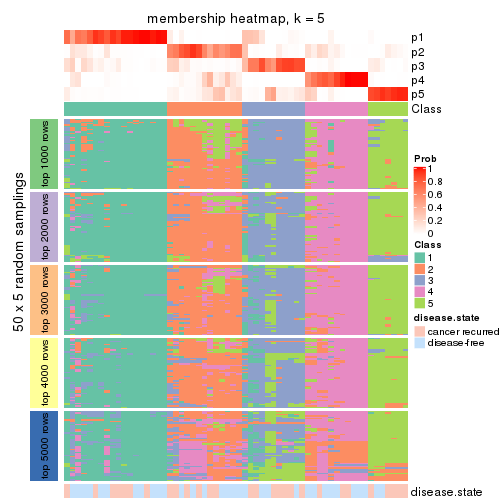 membership heatmap, k = 5
p1
p2
p3
p4
p5
Class
50 x 5 random samplings
top 1000 rows
top 2000 rows
top 3000 rows
top 4000 rows
top 5000 rows
Prob
1
0.8
0.6
0.4
0.2
0
Class
1
2
3
4
5
disease.state
cancer recurred
disease-free
disease.state